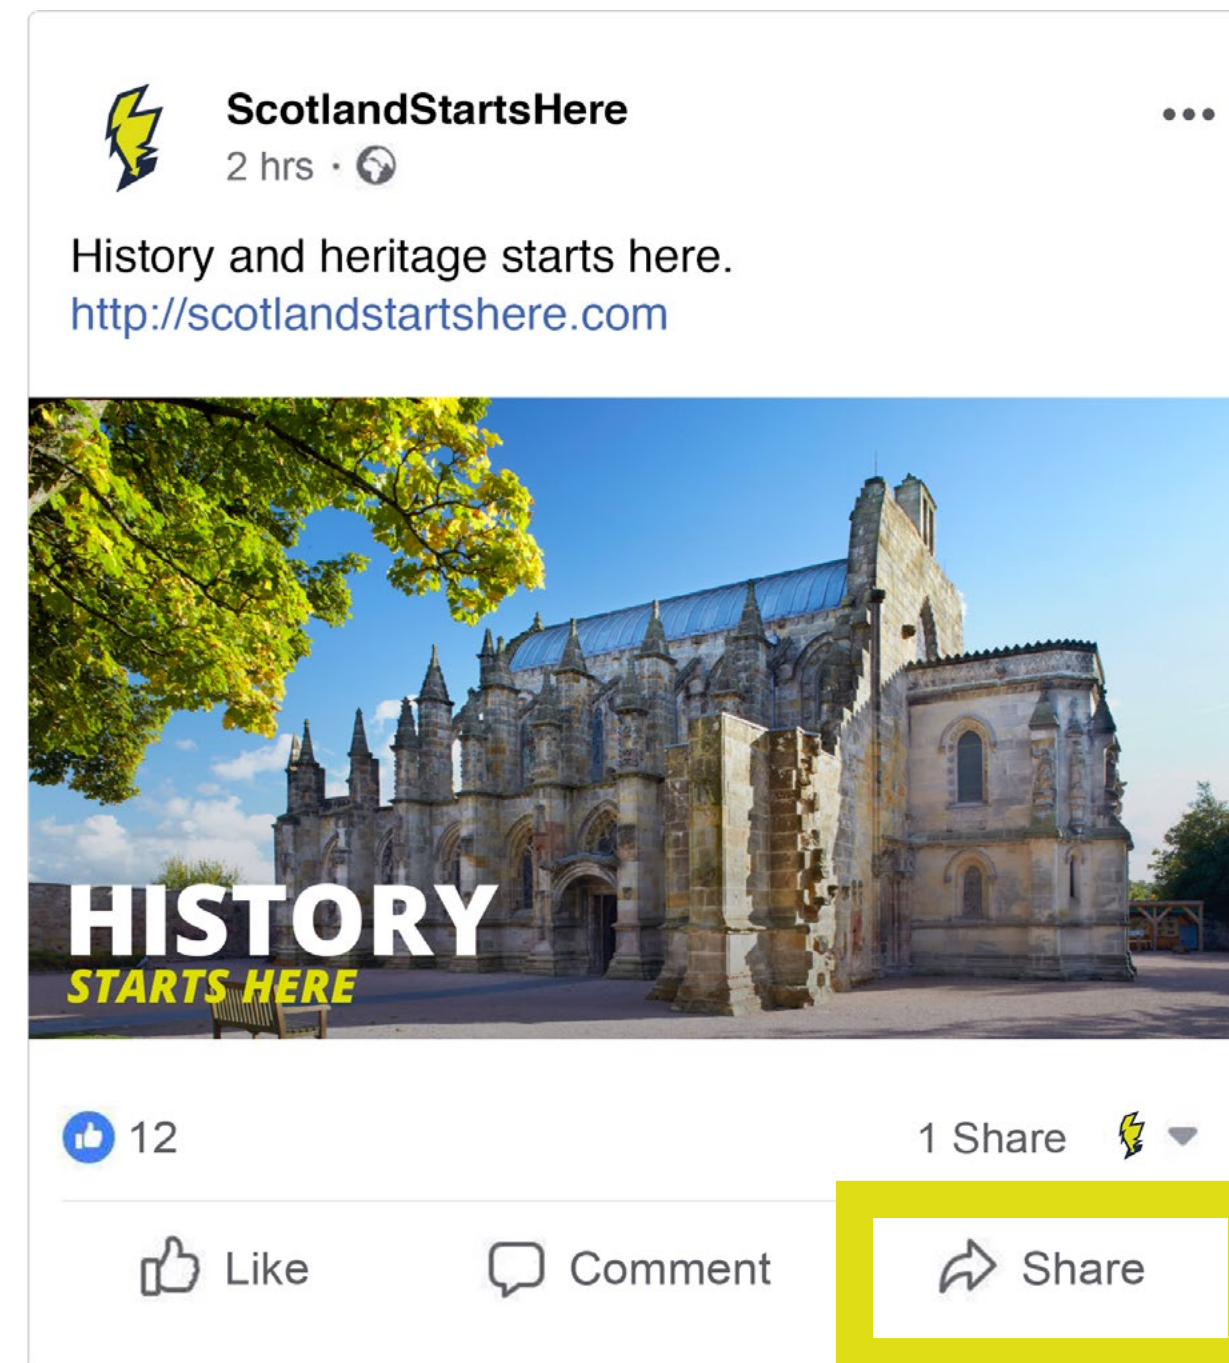 ScotlandStartsHere
2 hrs ·
History and heritage starts here.
http://scotlandstartshere.com
HISTORY
STARTS HERE
12
1 Share
Like Comment Share